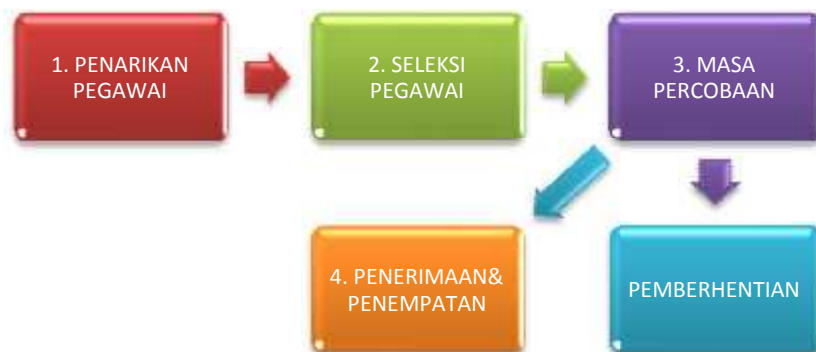 1. PENARIKAN
PEGAWAI
2. SELEKSI
PEGAWAI
3. MASA
PERCOBAAN
4. PENERIMAAN&
PENEMPATAN
PEMBERHENTIAN